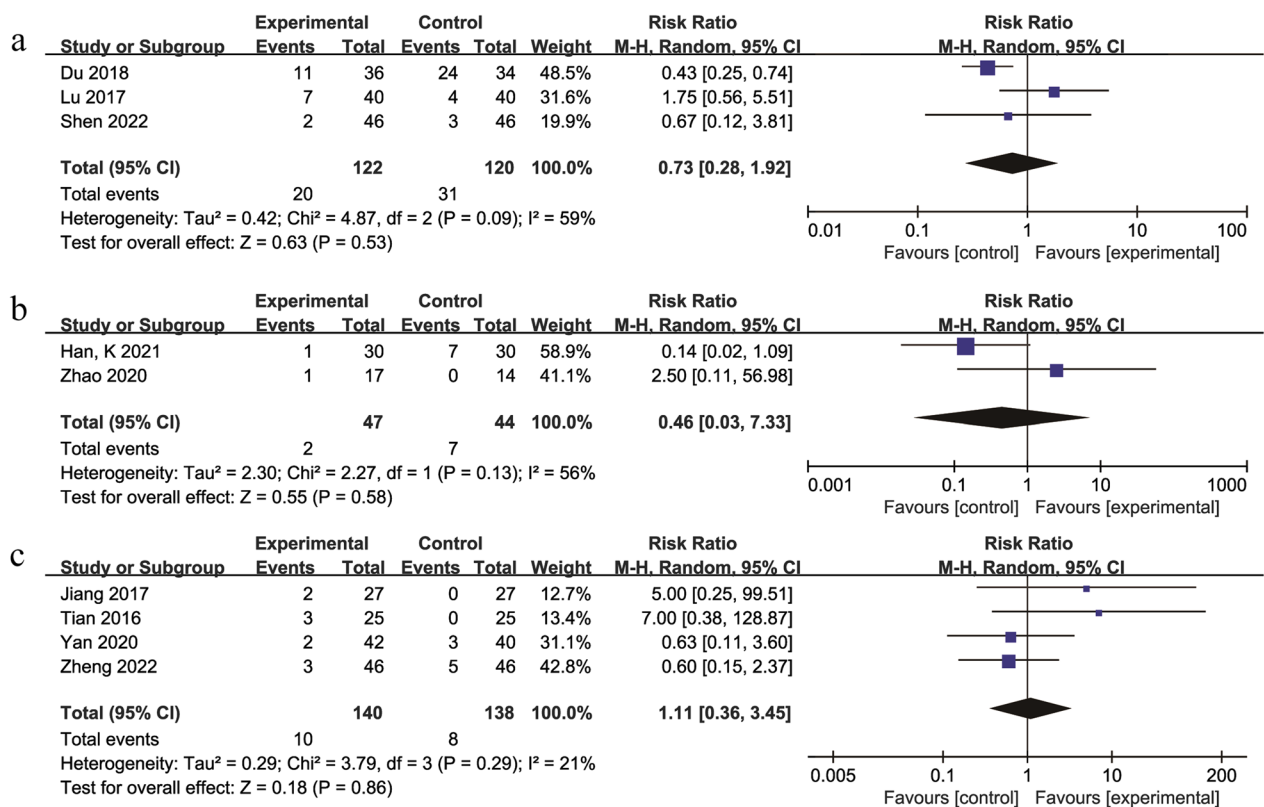 a
Experimental Control Risk Ratio Risk Ratio
Study or Subgroup Events Total Events Total Weight M-H, Random, 95% CI M-H, Random, 95% CI
Du 2018 11 36 24 34 48.5% 0.43 [0.25, 0.74]
Lu 2017 7 40 4 40 31.6% 1.75 [0.56, 5.51]
Shen 2022 2 46 3 46 19.9% 0.67 [0.12, 3.81]
Total (95% CI) 122 120 100.0% 0.73 [0.28, 1.92]
Total events 20 31
Heterogeneity: Tau² = 0.42; Chi² = 4.87, df = 2 (P = 0.09); I² = 59%
Test for overall effect: Z = 0.63 (P = 0.53)
0.01 0.1 1 10 100
Favours [control] Favours [experimental]
b
Experimental Control Risk Ratio Risk Ratio
Study or Subgroup Events Total Events Total Weight M-H, Random, 95% CI M-H, Random, 95% CI
Han, K 2021 1 30 7 30 58.9% 0.14 [0.02, 1.09]
Zhao 2020 1 17 0 14 41.1% 2.50 [0.11, 56.98]
Total (95% CI) 47 44 100.0% 0.46 [0.03, 7.33]
Total events 2 7
Heterogeneity: Tau² = 2.30; Chi² = 2.27, df = 1 (P = 0.13); I² = 56%
Test for overall effect: Z = 0.55 (P = 0.58)
0.001 0.1 1 10 1000
Favours [control] Favours [experimental]
c
Experimental Control Risk Ratio Risk Ratio
Study or Subgroup Events Total Events Total Weight M-H, Random, 95% CI M-H, Random, 95% CI
Jiang 2017 2 27 0 27 12.7% 5.00 [0.25, 99.51]
Tian 2016 3 25 0 25 13.4% 7.00 [0.38, 128.87]
Yan 2020 2 42 3 40 31.1% 0.63 [0.11, 3.60]
Zheng 2022 3 46 5 46 42.8% 0.60 [0.15, 2.37]
Total (95% CI) 140 138 100.0% 1.11 [0.36, 3.45]
Total events 10 8
Heterogeneity: Tau² = 0.29; Chi² = 3.79, df = 3 (P = 0.29); I² = 21%
Test for overall effect: Z = 0.18 (P = 0.86)
0.005 0.1 1 10 200
Favours [control] Favours [experimental]